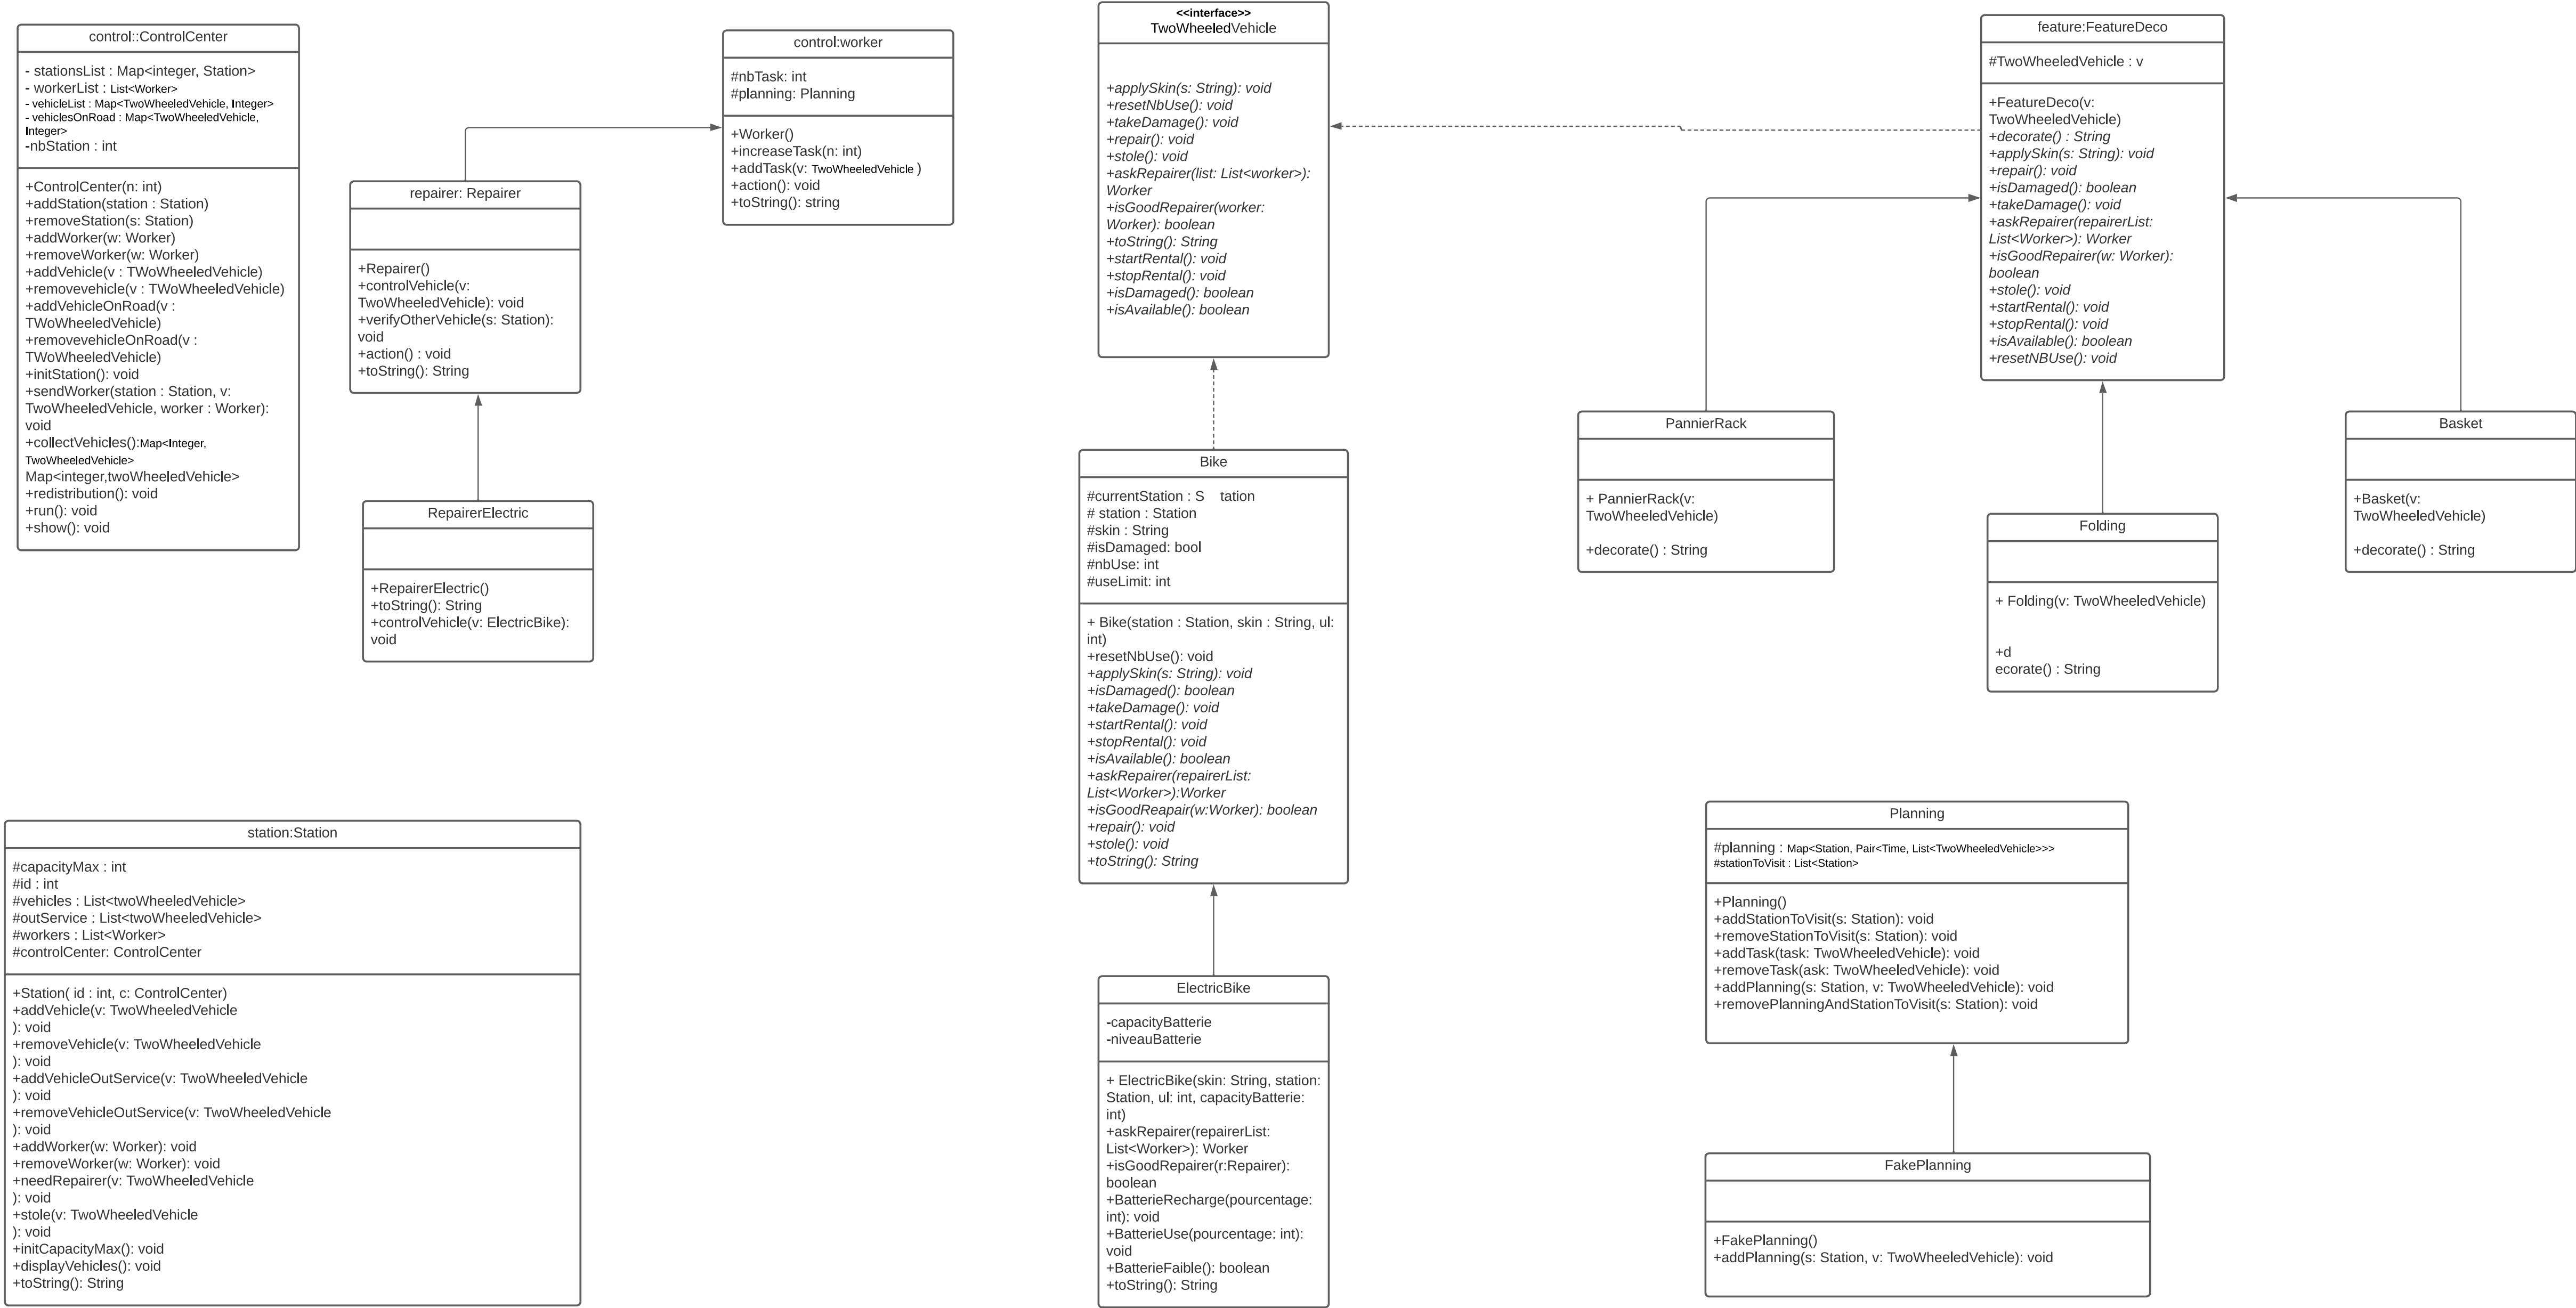 control::ControlCenter
- stationsList : Map<integer, Station>
- workerList : List<Worker>
- vehicleList : Map<TwoWheeledVehicle, Integer>
- vehiclesOnRoad : Map<TwoWheeledVehicle,
Integer>
-nbStation : int
+ControlCenter(n: int)
+addStation(station : Station)
+removeStation(s: Station)
+addWorker(w: Worker)
+removeWorker(w: Worker)
+addVehicle(v : TWoWheeledVehicle)
+removevehicle(v : TWoWheeledVehicle)
+addVehicleOnRoad(v :
TWoWheeledVehicle)
+removevehicleOnRoad(v :
TWoWheeledVehicle)
+initStation(): void
+sendWorker(station : Station, v:
TwoWheeledVehicle, worker : Worker):
void
+collectVehicles():Map<Integer,
TwoWheeledVehicle>
Map<integer,twoWheeledVehicle>
+redistribution(): void
+run(): void
+show(): void
control:worker
#nbTask: int
#planning: Planning
+Worker()
+increaseTask(n: int)
+addTask(v: TwoWheeledVehicle )
+action(): void
+toString(): string
repairer: Repairer
+Repairer()
+controlVehicle(v:
TwoWheeledVehicle): void
+verifyOtherVehicle(s: Station):
void
+action() : void
+toString(): String
RepairerElectric
+RepairerElectric()
+toString(): String
+controlVehicle(v: ElectricBike):
void
<<interface>>
TwoWheeledVehicle
+applySkin(s: String): void
+resetNbUse(): void
+takeDamage(): void
+repair(): void
+stole(): void
+askRepairer(list: List<worker>):
Worker
+isGoodRepairer(worker:
Worker): boolean
+toString(): String
+startRental(): void
+stopRental(): void
+isDamaged(): boolean
+isAvailable(): boolean
feature:FeatureDeco
#TwoWheeledVehicle : v
+FeatureDeco(v:
TwoWheeledVehicle)
+decorate() : String
+applySkin(s: String): void
+repair(): void
+isDamaged(): boolean
+takeDamage(): void
+askRepairer(repairerList:
List<Worker>): Worker
+isGoodRepairer(w: Worker):
boolean
+stole(): void
+startRental(): void
+stopRental(): void
+isAvailable(): boolean
+resetNBUse(): void
PannierRack
+ PannierRack(v:
TwoWheeledVehicle)
+decorate() : String
Folding
+ Folding(v: TwoWheeledVehicle)
+d
ecorate() : String
Basket
+Basket(v:
TwoWheeledVehicle)
+decorate() : String
Bike
#currentStation : S tation
# station : Station
#skin : String
#isDamaged: bool
#nbUse: int
#useLimit: int
+ Bike(station : Station, skin : String, ul:
int)
+resetNbUse(): void
+applySkin(s: String): void
+isDamaged(): boolean
+takeDamage(): void
+startRental(): void
+stopRental(): void
+isAvailable(): boolean
+askRepairer(repairerList:
List<Worker>):Worker
+isGoodReapair(w:Worker): boolean
+repair(): void
+stole(): void
+toString(): String
ElectricBike
-capacityBatterie
-niveauBatterie
+ ElectricBike(skin: String, station:
Station, ul: int, capacityBatterie:
int)
+askRepairer(repairerList:
List<Worker>): Worker
+isGoodRepairer(r:Repairer):
boolean
+BatterieRecharge(pourcentage:
int): void
+BatterieUse(pourcentage: int):
void
+BatterieFaible(): boolean
+toString(): String
station:Station
#capacityMax : int
#id : int
#vehicles : List<twoWheeledVehicle>
#outService : List<twoWheeledVehicle>
#workers : List<Worker>
#controlCenter: ControlCenter
+Station( id : int, c: ControlCenter)
+addVehicle(v: TwoWheeledVehicle
): void
+removeVehicle(v: TwoWheeledVehicle
): void
+addVehicleOutService(v: TwoWheeledVehicle
): void
+removeVehicleOutService(v: TwoWheeledVehicle
): void
+addWorker(w: Worker): void
+removeWorker(w: Worker): void
+needRepairer(v: TwoWheeledVehicle
): void
+stole(v: TwoWheeledVehicle
): void
+initCapacityMax(): void
+displayVehicles(): void
+toString(): String
Planning
#planning : Map<Station, Pair<Time, List<TwoWheeledVehicle>>>
#stationToVisit : List<Station>
+Planning()
+addStationToVisit(s: Station): void
+removeStationToVisit(s: Station): void
+addTask(task: TwoWheeledVehicle): void
+removeTask(ask: TwoWheeledVehicle): void
+addPlanning(s: Station, v: TwoWheeledVehicle): void
+removePlanningAndStationToVisit(s: Station): void
FakePlanning
+FakePlanning()
+addPlanning(s: Station, v: TwoWheeledVehicle): void